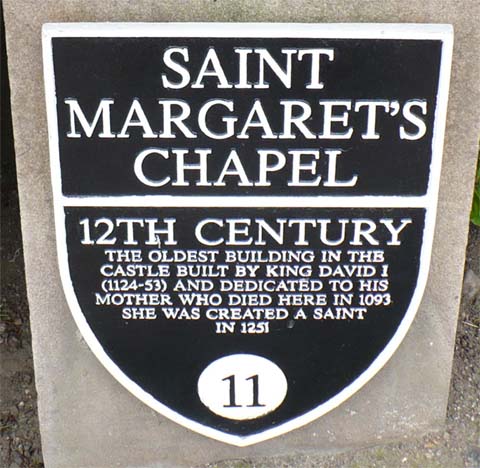 SAINT
MARGARET'S
CHAPEL
12TH CENTURY
THE OLDEST BUILDING IN THE
CASTLE BUILT BY KING DAVID I
(1124-53) AND DEDICATED TO HIS
MOTHER WHO DIED HERE IN 1093
SHE WAS CREATED A SAINT
IN 1251
11